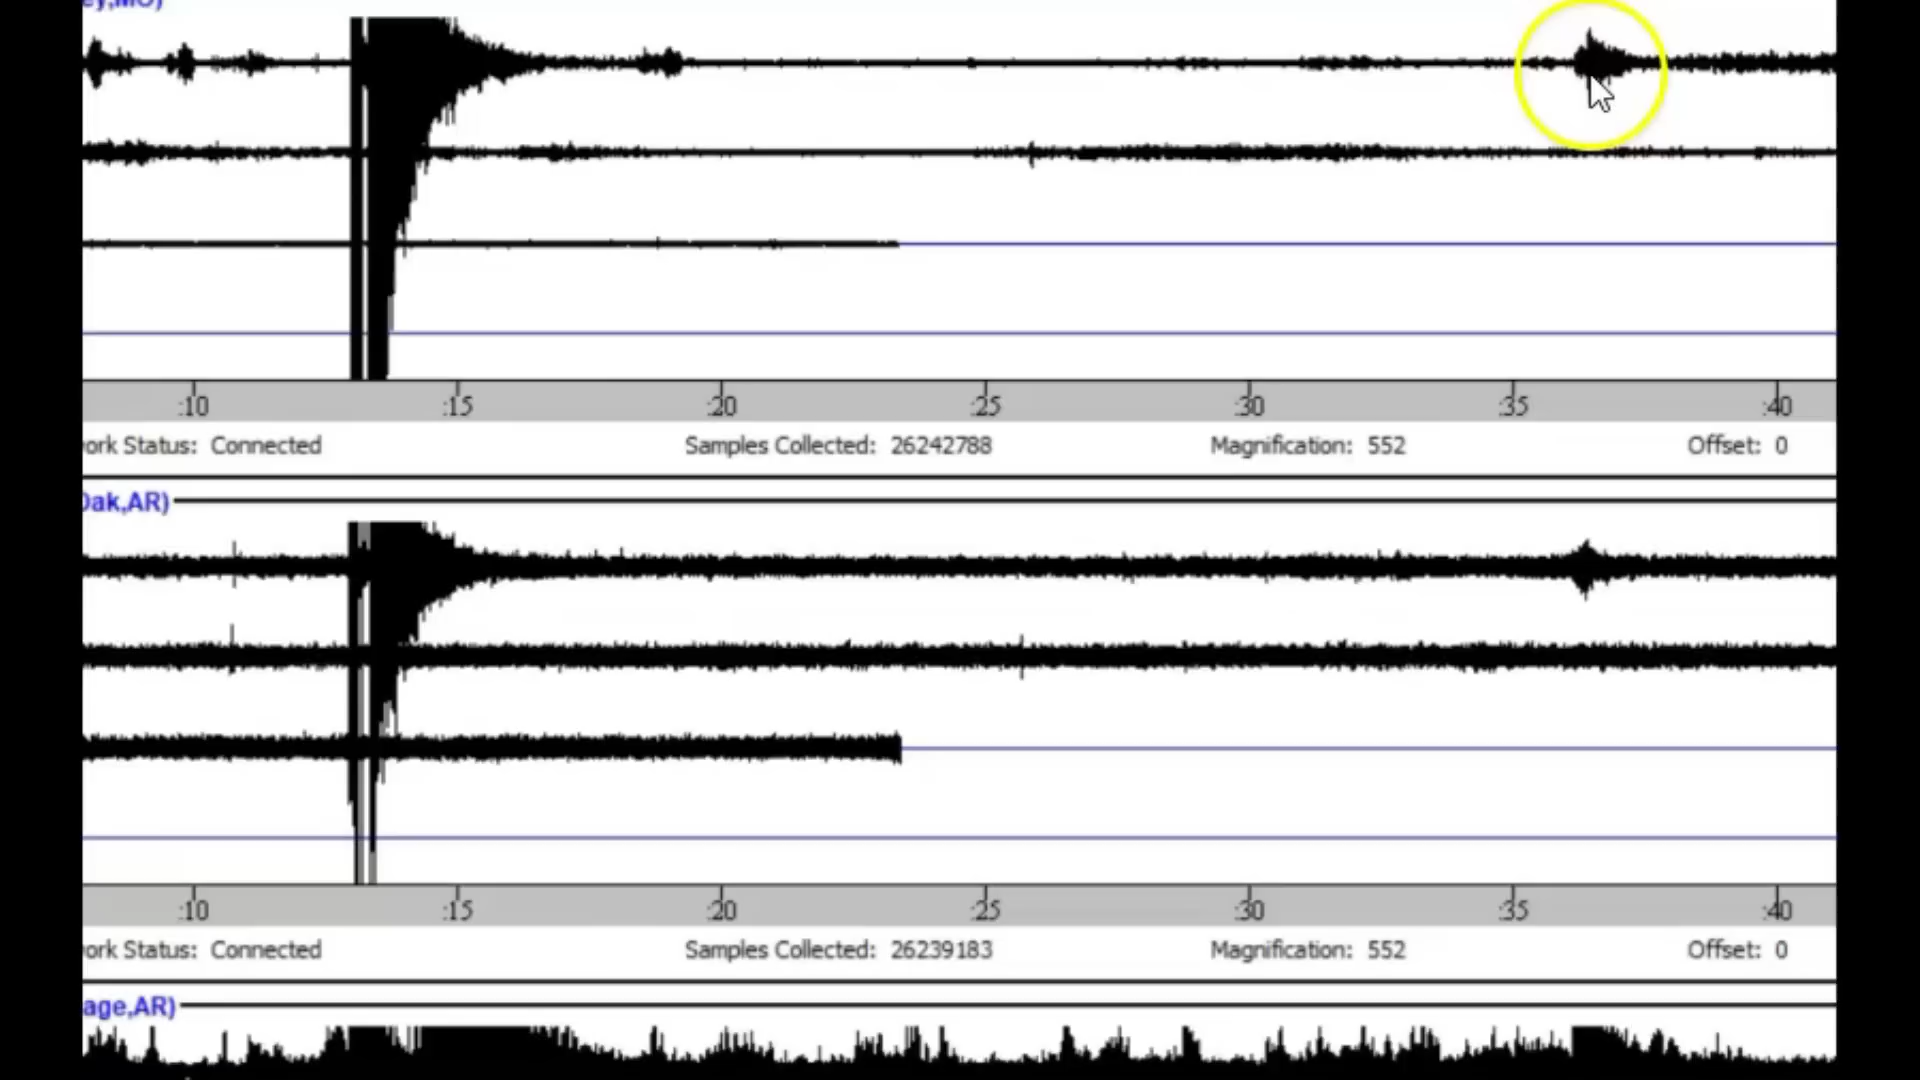 ey,MO)
:10 :15 :20 :25 :30 :35 :40
ork Status: Connected Samples Collected: 26242788 Magnification: 552 Offset: 0
Oak,AR)
:10 :15 :20 :25 :30 :35 :40
ork Status: Connected Samples Collected: 26239183 Magnification: 552 Offset: 0
age,AR)